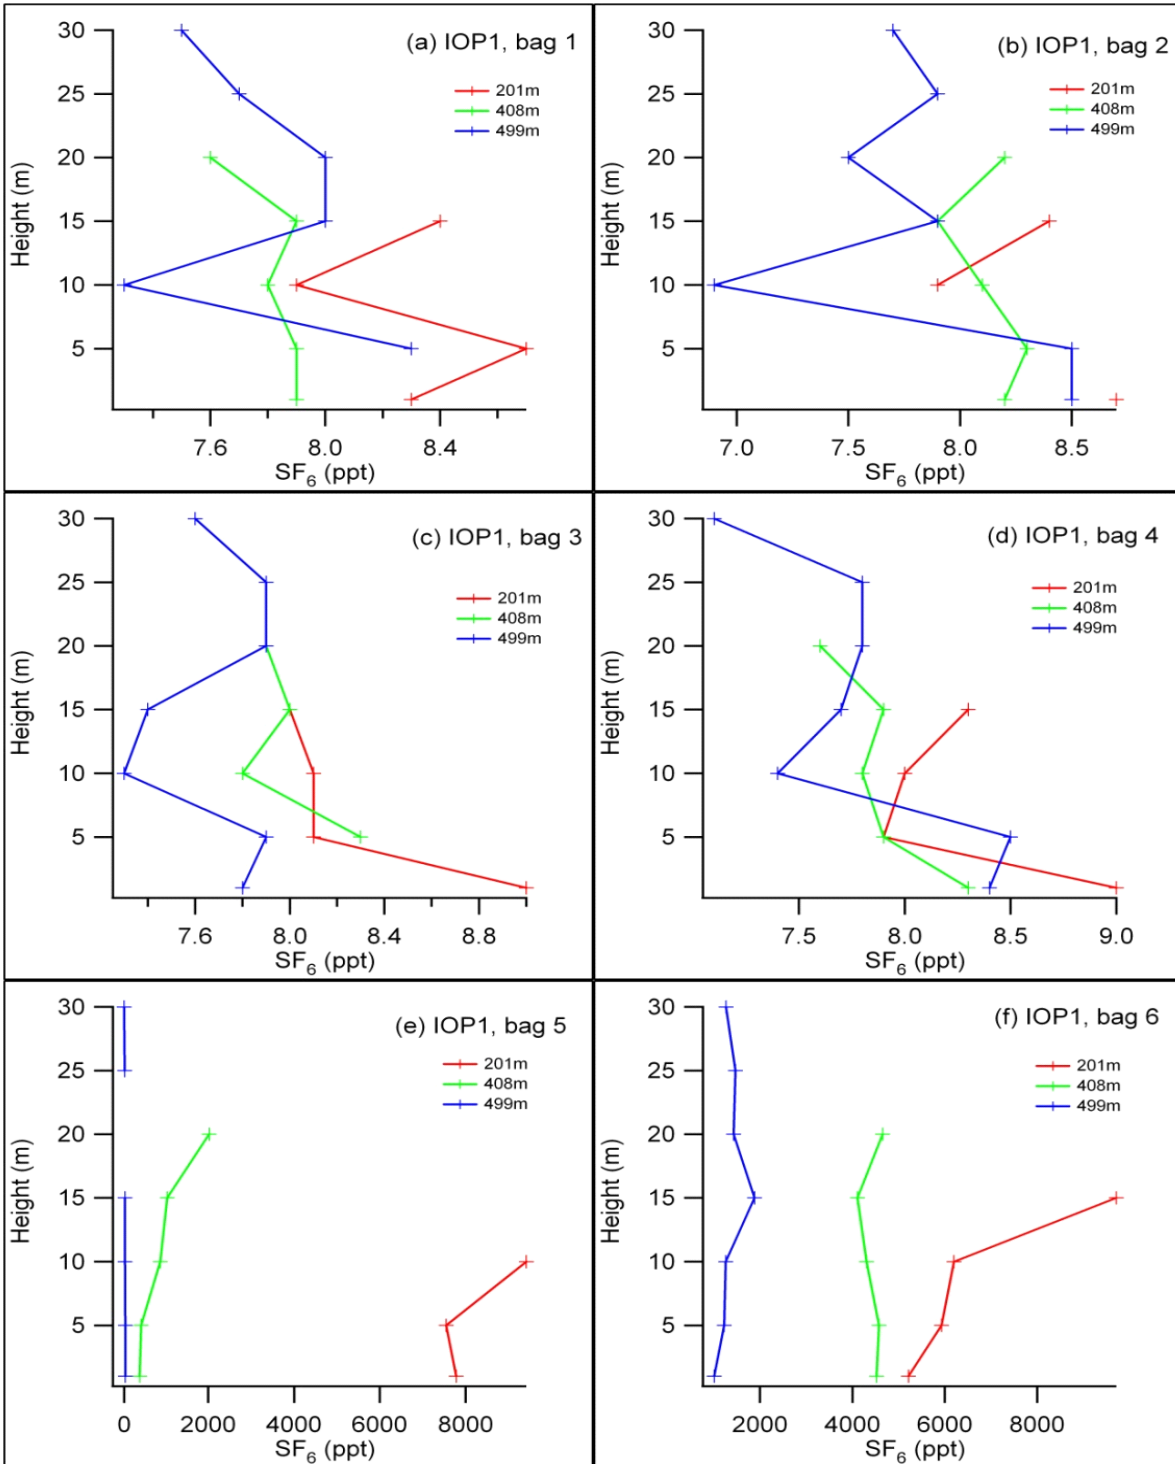 (a) IOP1, bag 1
201m
408m
499m
30
25
20
15
10
5
Height (m)
7.6 8.0 8.4
SF6 (ppt)
(b) IOP1, bag 2
201m
408m
499m
30
25
20
15
10
5
Height (m)
7.0 7.5 8.0 8.5
SF6 (ppt)
(c) IOP1, bag 3
201m
408m
499m
30
25
20
15
10
5
Height (m)
7.6 8.0 8.4 8.8
SF6 (ppt)
(d) IOP1, bag 4
201m
408m
499m
30
25
20
15
10
5
Height (m)
7.5 8.0 8.5 9.0
SF6 (ppt)
(e) IOP1, bag 5
201m
408m
499m
30
25
20
15
10
5
Height (m)
0 2000 4000 6000 8000
SF6 (ppt)
(f) IOP1, bag 6
201m
408m
499m
30
25
20
15
10
5
Height (m)
2000 4000 6000 8000
SF6 (ppt)